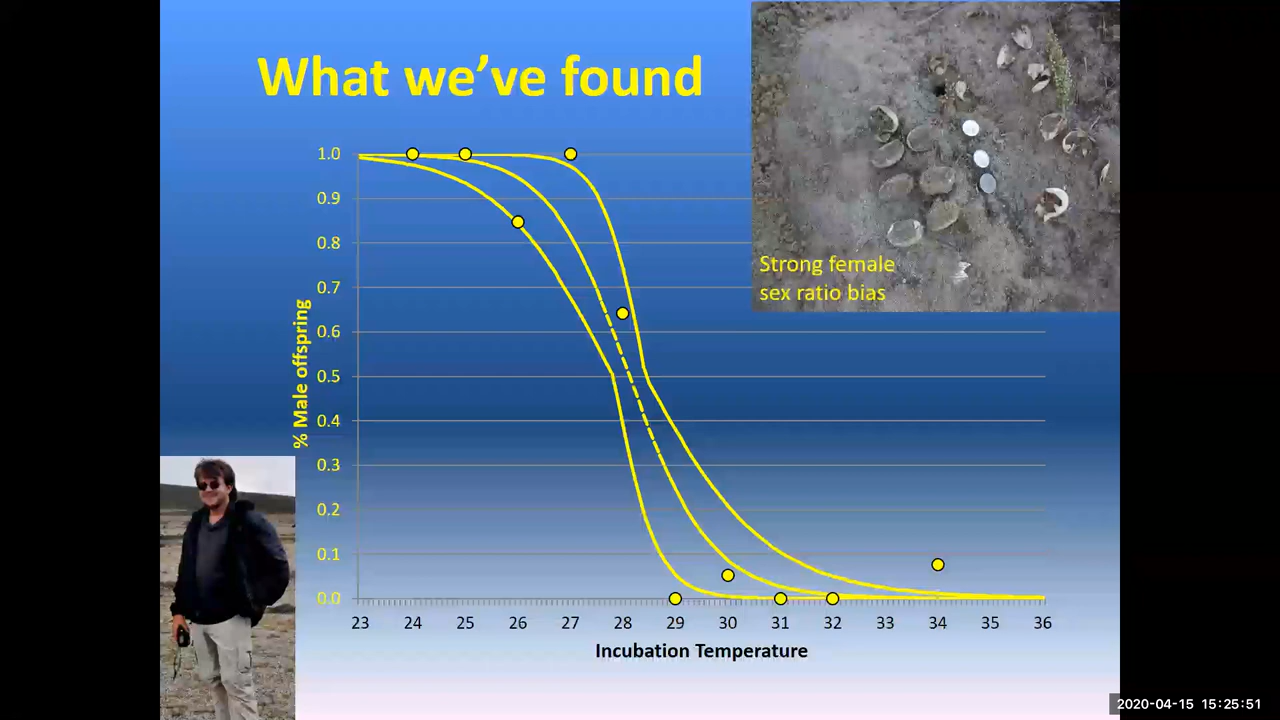 What we've found
Strong female
sex ratio bias
% Male offspring
1.0
0.9
0.8
0.7
0.6
0.5
0.4
0.3
0.2
0.1
0.0
23 24 25 26 27 28 29 30 31 32 33 34 35 36
Incubation Temperature
2020-04-15 15:25:51